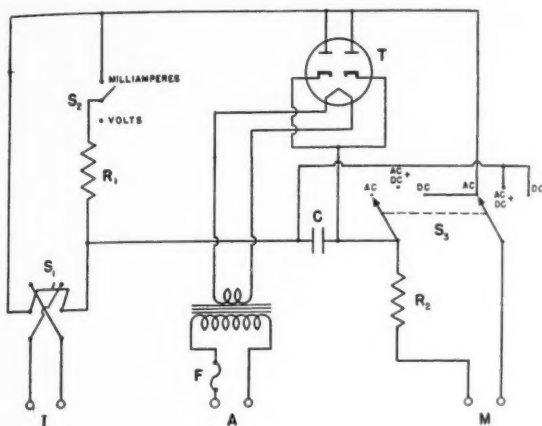 T
MILLIAMPERES
S2
VOLTS
R1
AC
DC +
AC
DC
AC
AC
DC +
DC
C
S3
S1
R2
F
I
A
M